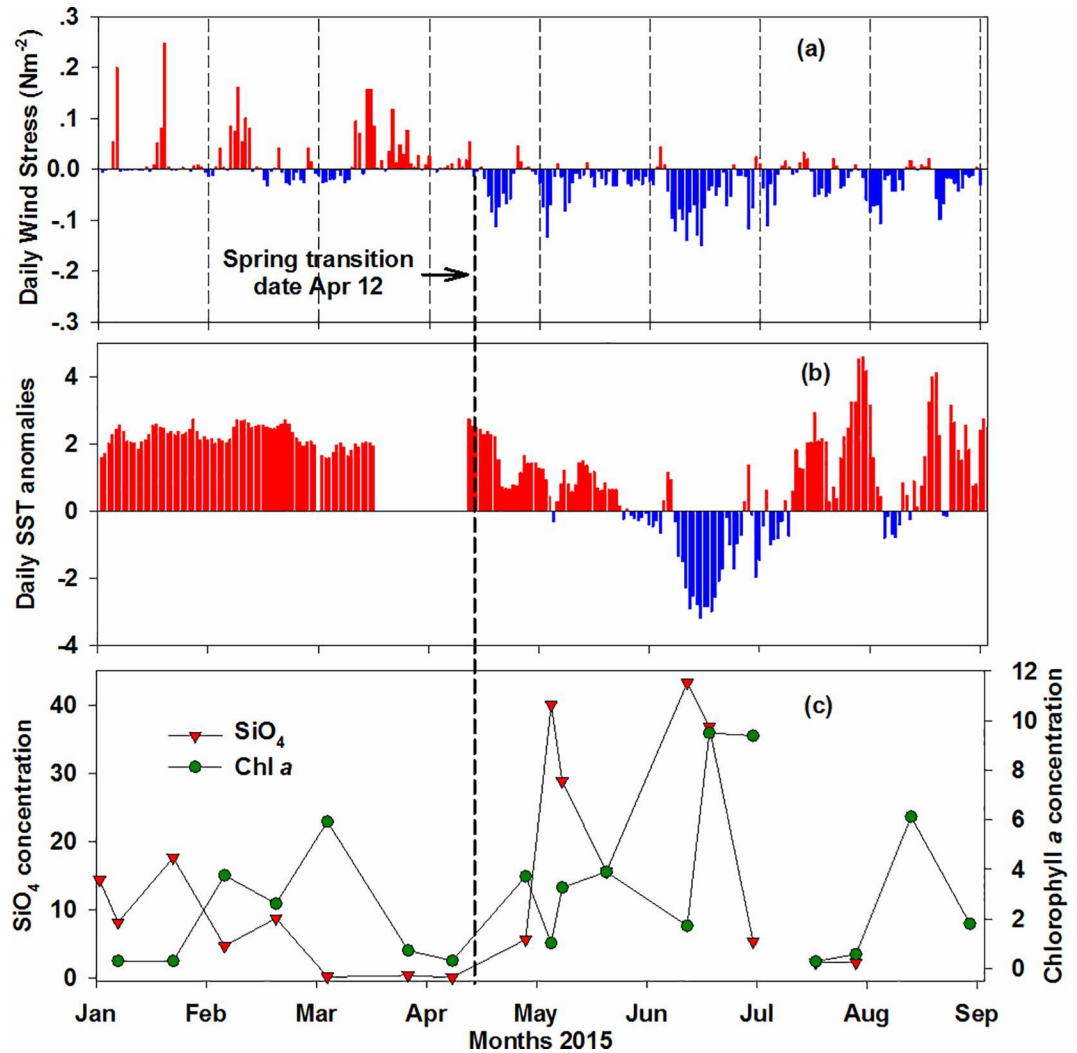 .3
(a)
.2
.1
0.0
-.1
-.2
-.3
Daily Wind Stress (Nm-2)
Spring transition
date Apr 12
4
(b)
2
0
-2
-4
Daily SST anomalies
40
30
20
10
0
SiO4 concentration
SiO4
Chl a
(c)
12
10
8
6
4
2
0
Chlorophyll a concentration
Jan Feb Mar Apr May Jun Jul Aug Sep
Months 2015